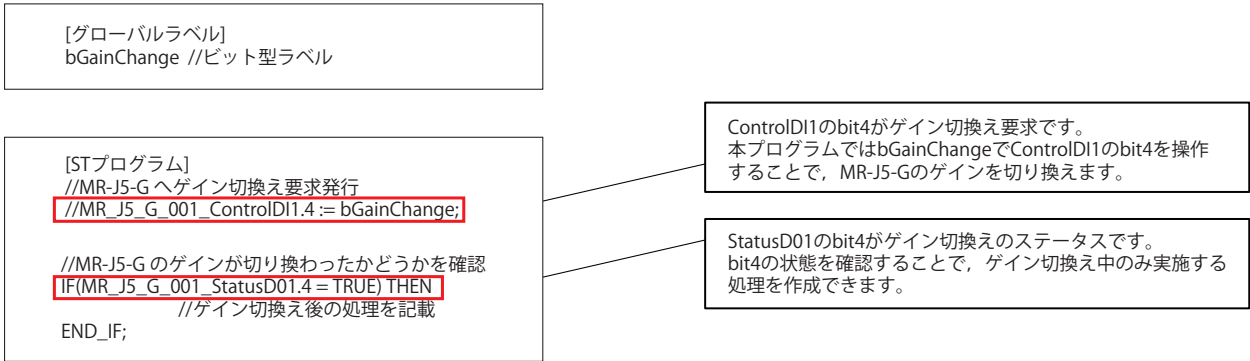 [グローバルラベル]
bGainChange //ビット型ラベル
[STプログラム]
//MR-J5-G へゲイン切換え要求発行
//MR_J5_G_001_ControlDI1.4 := bGainChange;
//MR-J5-G のゲインが切り換わったかどうかを確認
IF(MR_J5_G_001_StatusD01.4 = TRUE) THEN
//ゲイン切換え後の処理を記載
END_IF;
ControlDI1のbit4がゲイン切換え要求です。
本プログラムではbGainChangeでControlDI1のbit4を操作
することで，MR-J5-Gのゲインを切り換えます。
StatusD01のbit4がゲイン切換えのステータスです。
bit4の状態を確認することで，ゲイン切換え中のみ実施する
処理を作成できます。